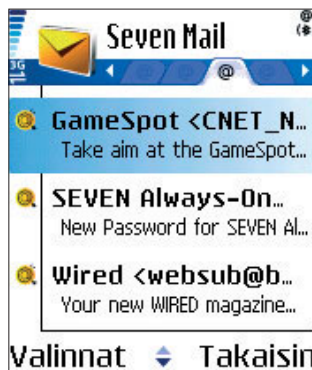 Seven Mail
3G
@
GameSpot <CNET_N...
Take aim at the GameSpot...
SEVEN Always-On...
New Password for SEVEN Al...
Wired <websub@b...
Your new WIRED magazine...
Valinnat Takaisin